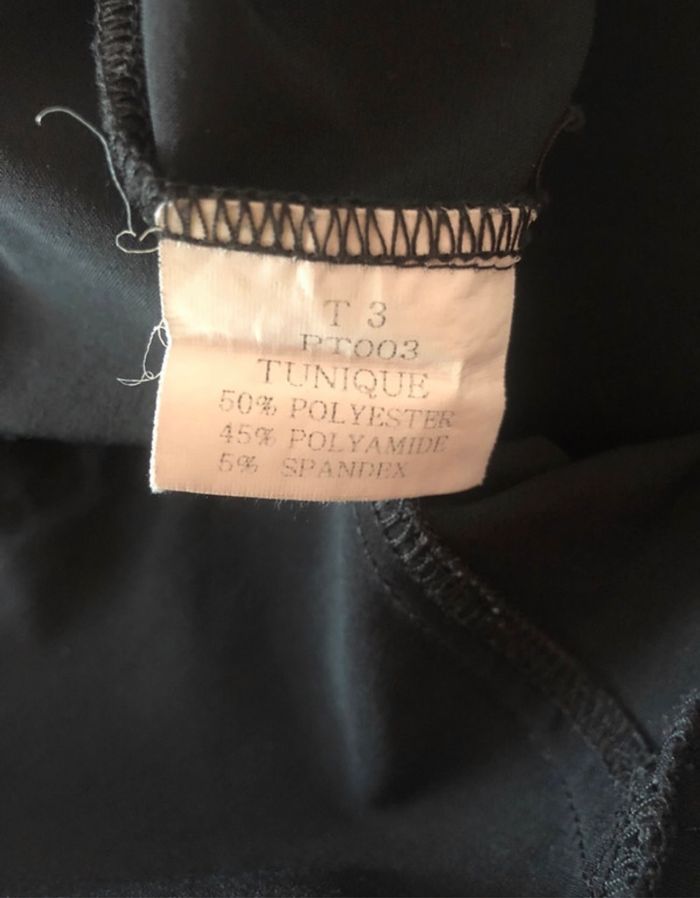 T 3
PT003
TUNIQUE
50% POLYESTER
45% POLYAMIDE
5% SPANDEX